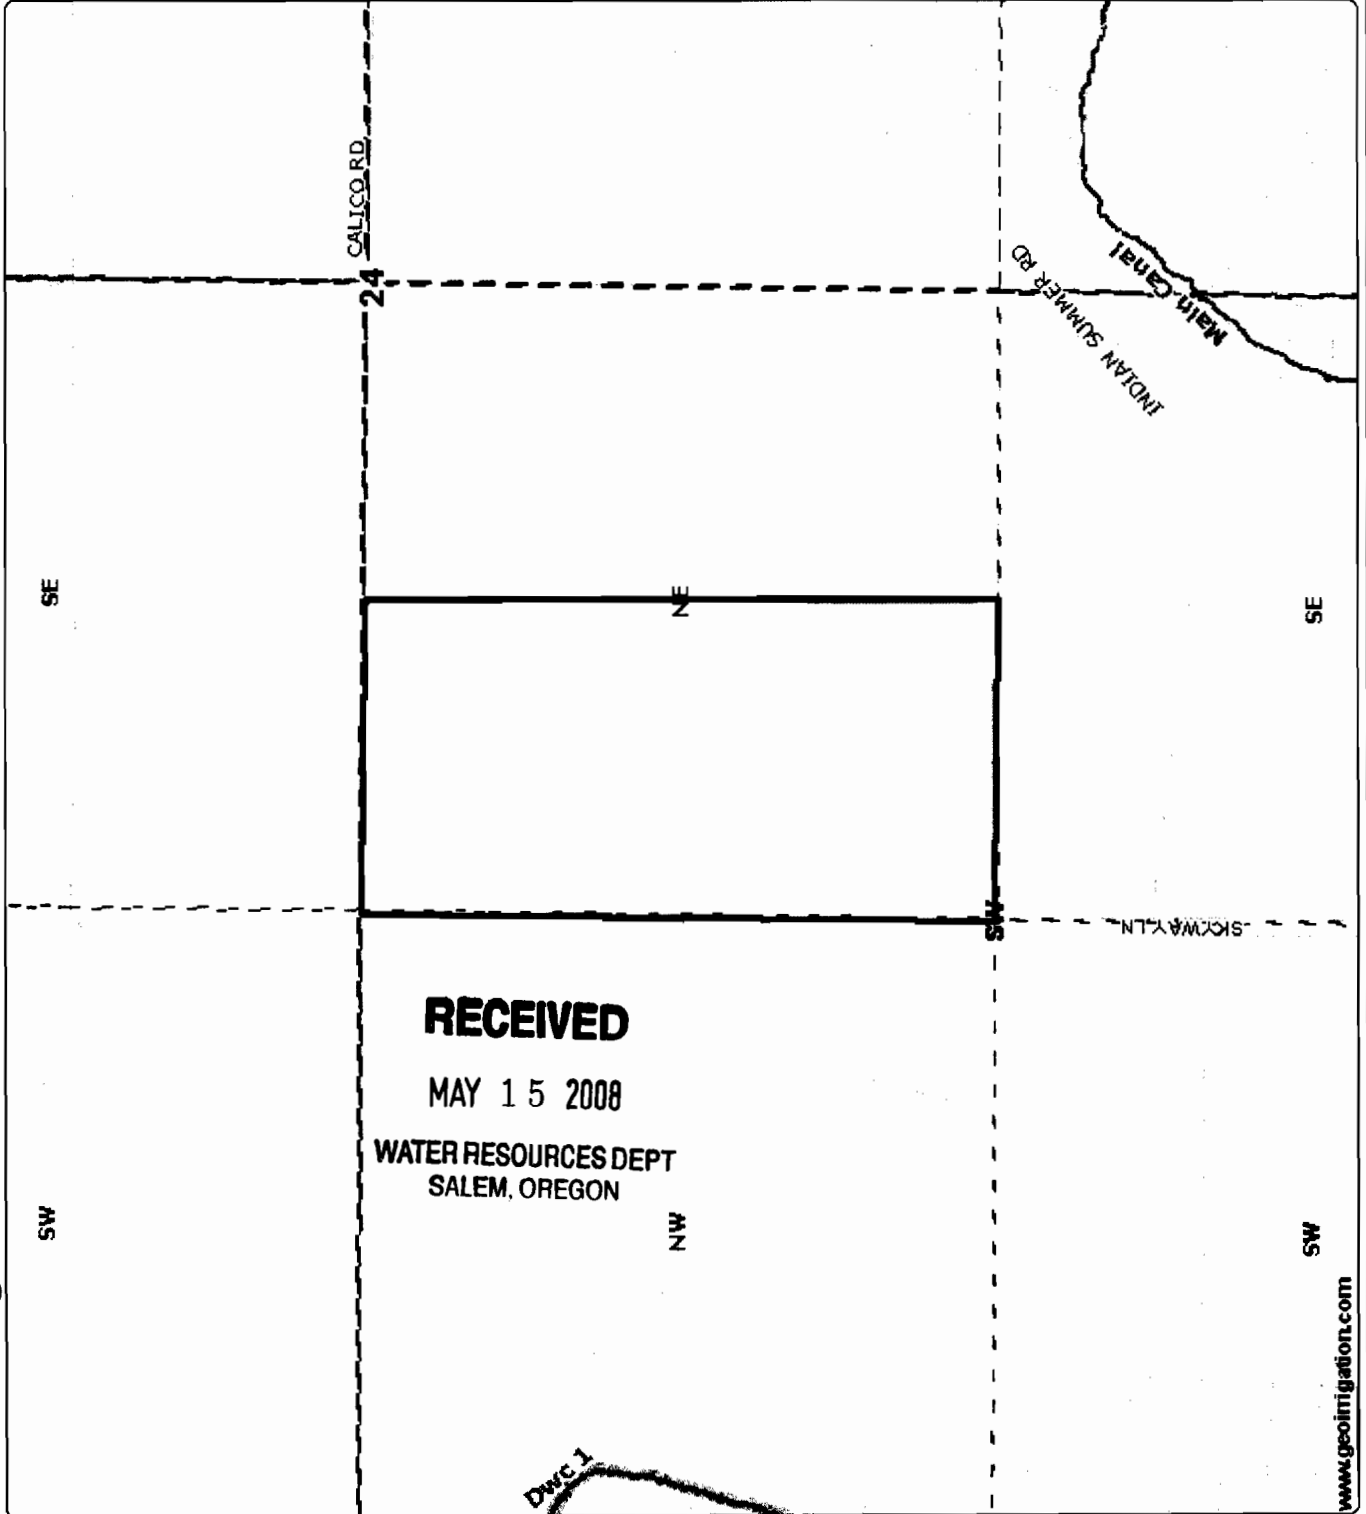 CALICO RD
24
INDIAN SUMMER RD
Main Canal
SE
NE
SE
SW
SKYWAY LN
RECEIVED
MAY 15 2008
WATER RESOURCES DEPT
SALEM, OREGON
SW
NW
SW
Dwc 1
www.geoirrigation.com